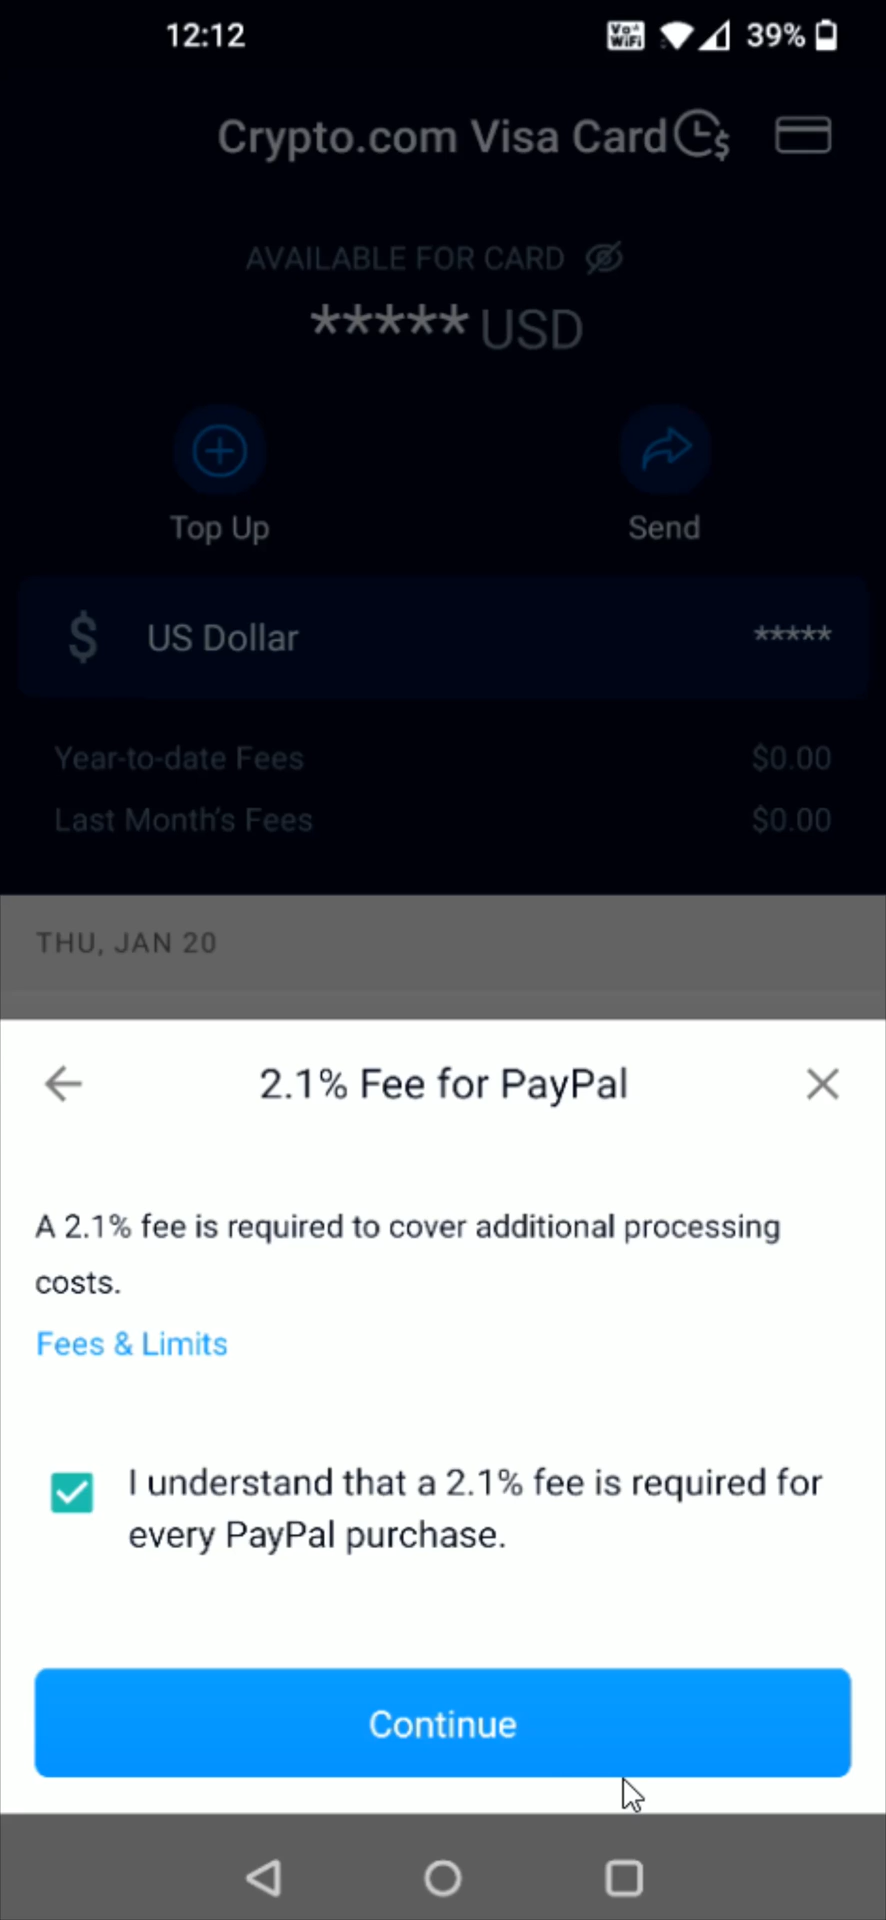 12:12
Vo WiFi 39%
Crypto.com Visa Card
AVAILABLE FOR CARD
***** USD
Top Up Send
$ US Dollar *****
Year-to-date Fees $0.00
Last Month's Fees $0.00
THU, JAN 20
2.1% Fee for PayPal
A 2.1% fee is required to cover additional processing
costs.
Fees & Limits
I understand that a 2.1% fee is required for
every PayPal purchase.
Continue